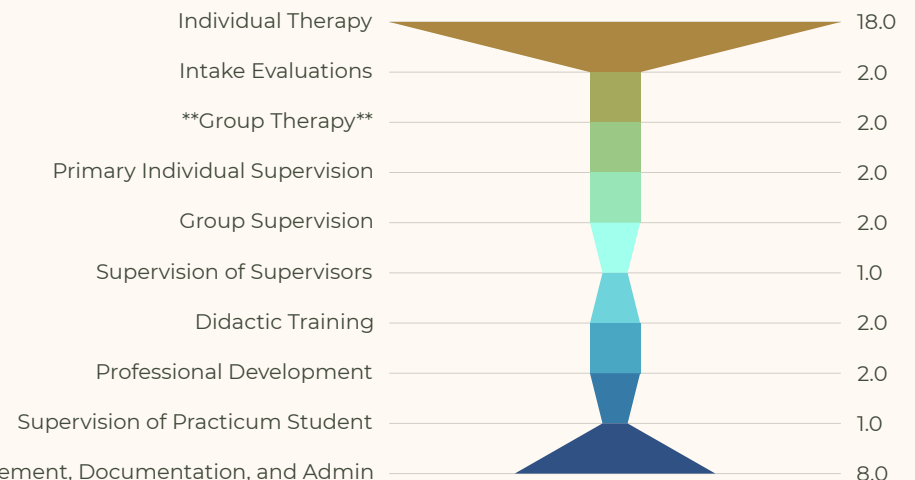 Individual Therapy 18.0
Intake Evaluations 2.0
**Group Therapy** 2.0
Primary Individual Supervision 2.0
Group Supervision 2.0
Supervision of Supervisors 1.0
Didactic Training 2.0
Professional Development 2.0
Supervision of Practicum Student 1.0
ement, Documentation, and Admin 8.0